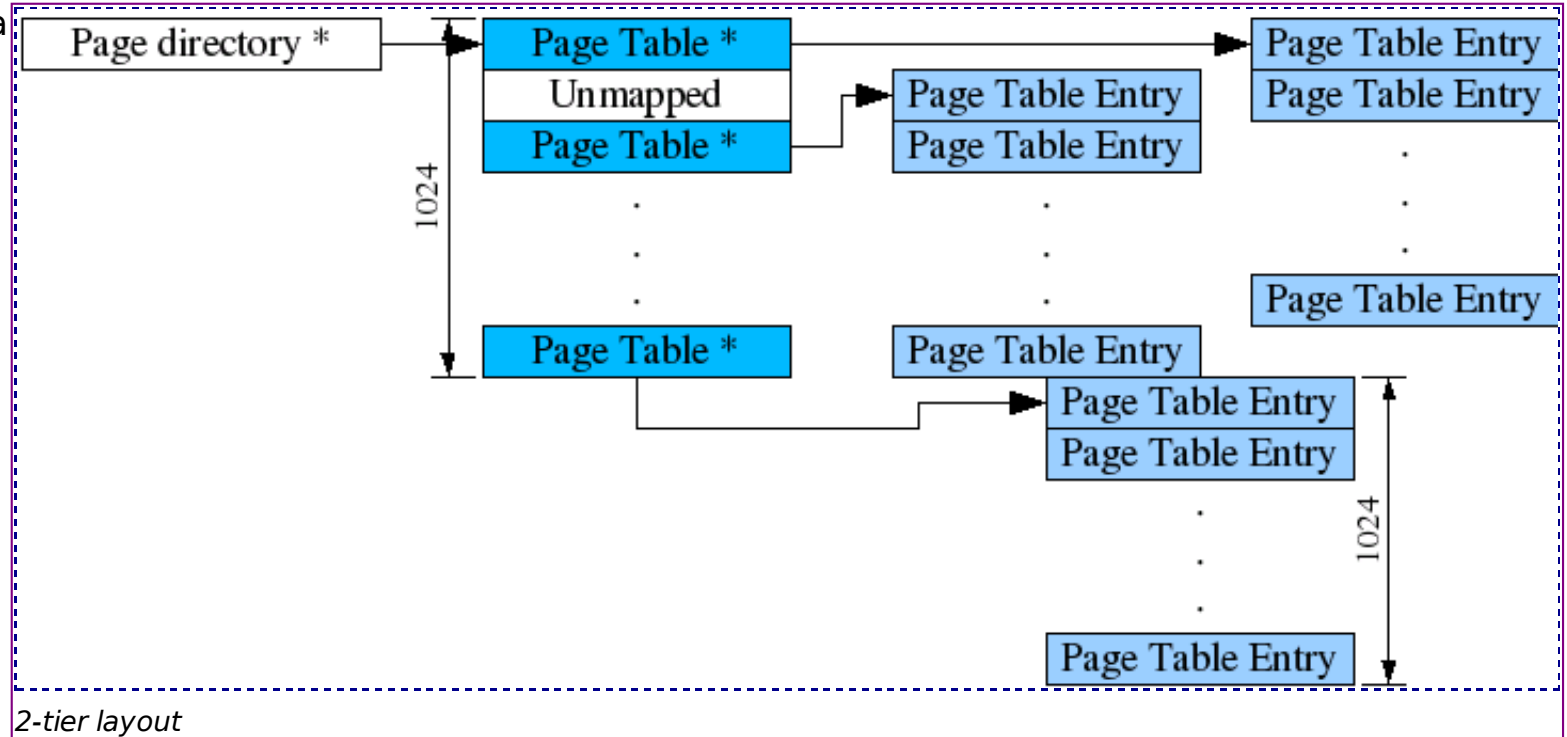 a
Page directory *
Page Table *
Page Table Entry
Unmapped
Page Table Entry
Page Table Entry
Page Table *
Page Table Entry
1024
.
.
.
.
.
.
.
.
.
Page Table Entry
Page Table *
Page Table Entry
Page Table Entry
Page Table Entry
1024
.
.
.
Page Table Entry
2-tier layout